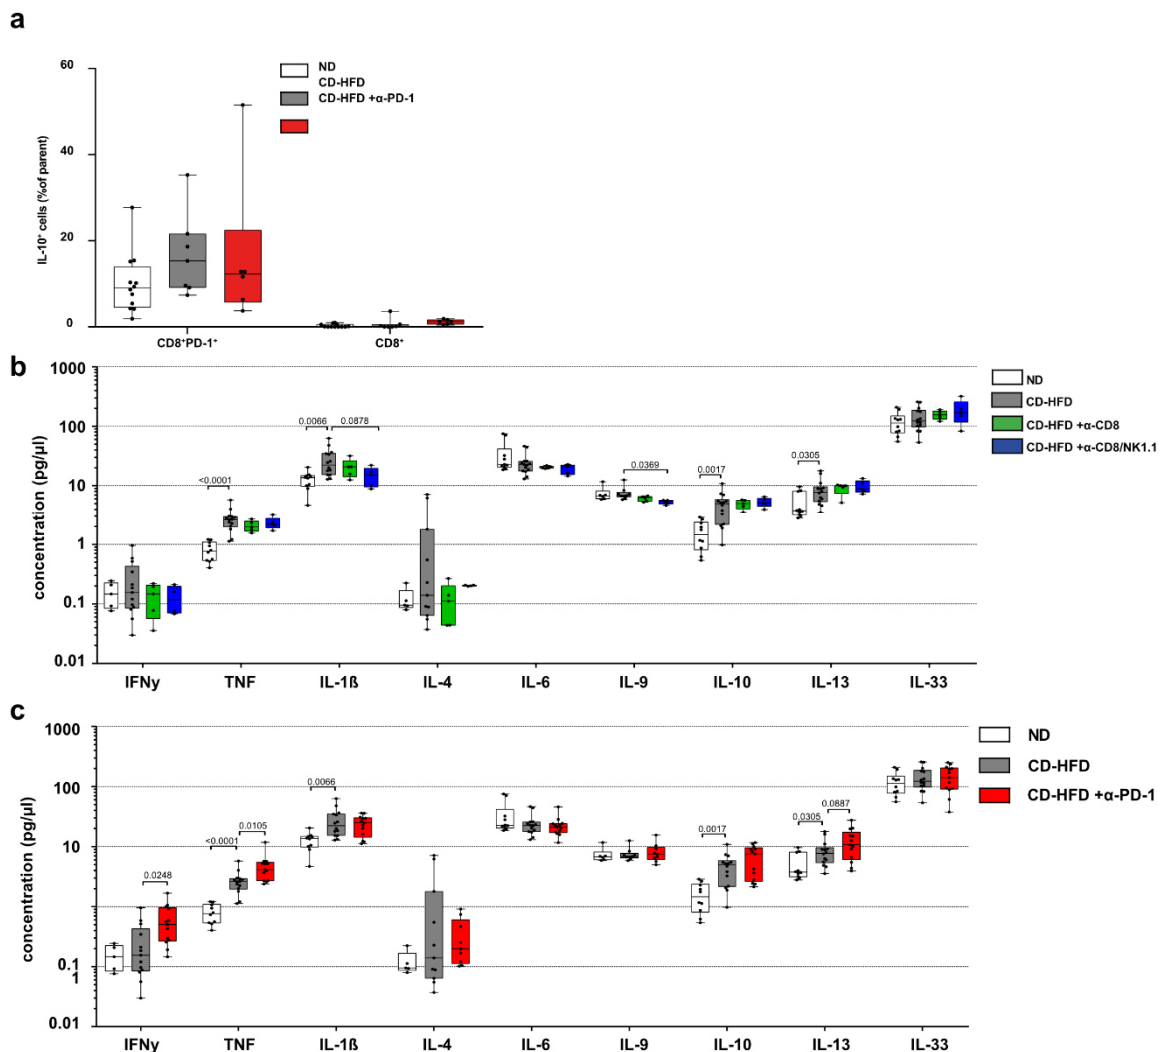 a
60
40
20
0
IL-10⁺ cells (%of parent)
ND
CD-HFD
CD-HFD +α-PD-1
CD8⁺PD-1⁺
CD8⁺
b
1000
100
10
1
0.1
0.01
concentration (pg/µl)
<0.0001
0.0066
0.0878
0.0369
0.0017
0.0305
ND
CD-HFD
CD-HFD +α-CD8
CD-HFD +α-CD8/NK1.1
IFNy
TNF
IL-1ß
IL-4
IL-6
IL-9
IL-10
IL-13
IL-33
c
1000
100
10
0.1
1
0.01
concentration (pg/µl)
0.0248
<0.0001
0.0105
0.0066
0.0017
0.0305
0.0887
ND
CD-HFD
CD-HFD +α-PD-1
IFNy
TNF
IL-1ß
IL-4
IL-6
IL-9
IL-10
IL-13
IL-33